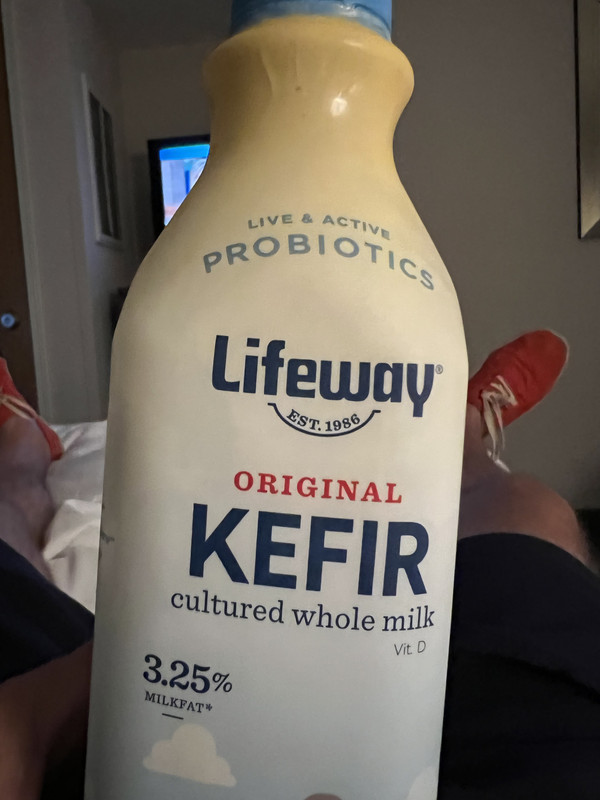 LIVE & ACTIVE
PROBIOTICS
Lifeway®
EST. 1986
ORIGINAL
KEFIR
cultured whole milk
Vit. D
3.25%
MILKFAT*